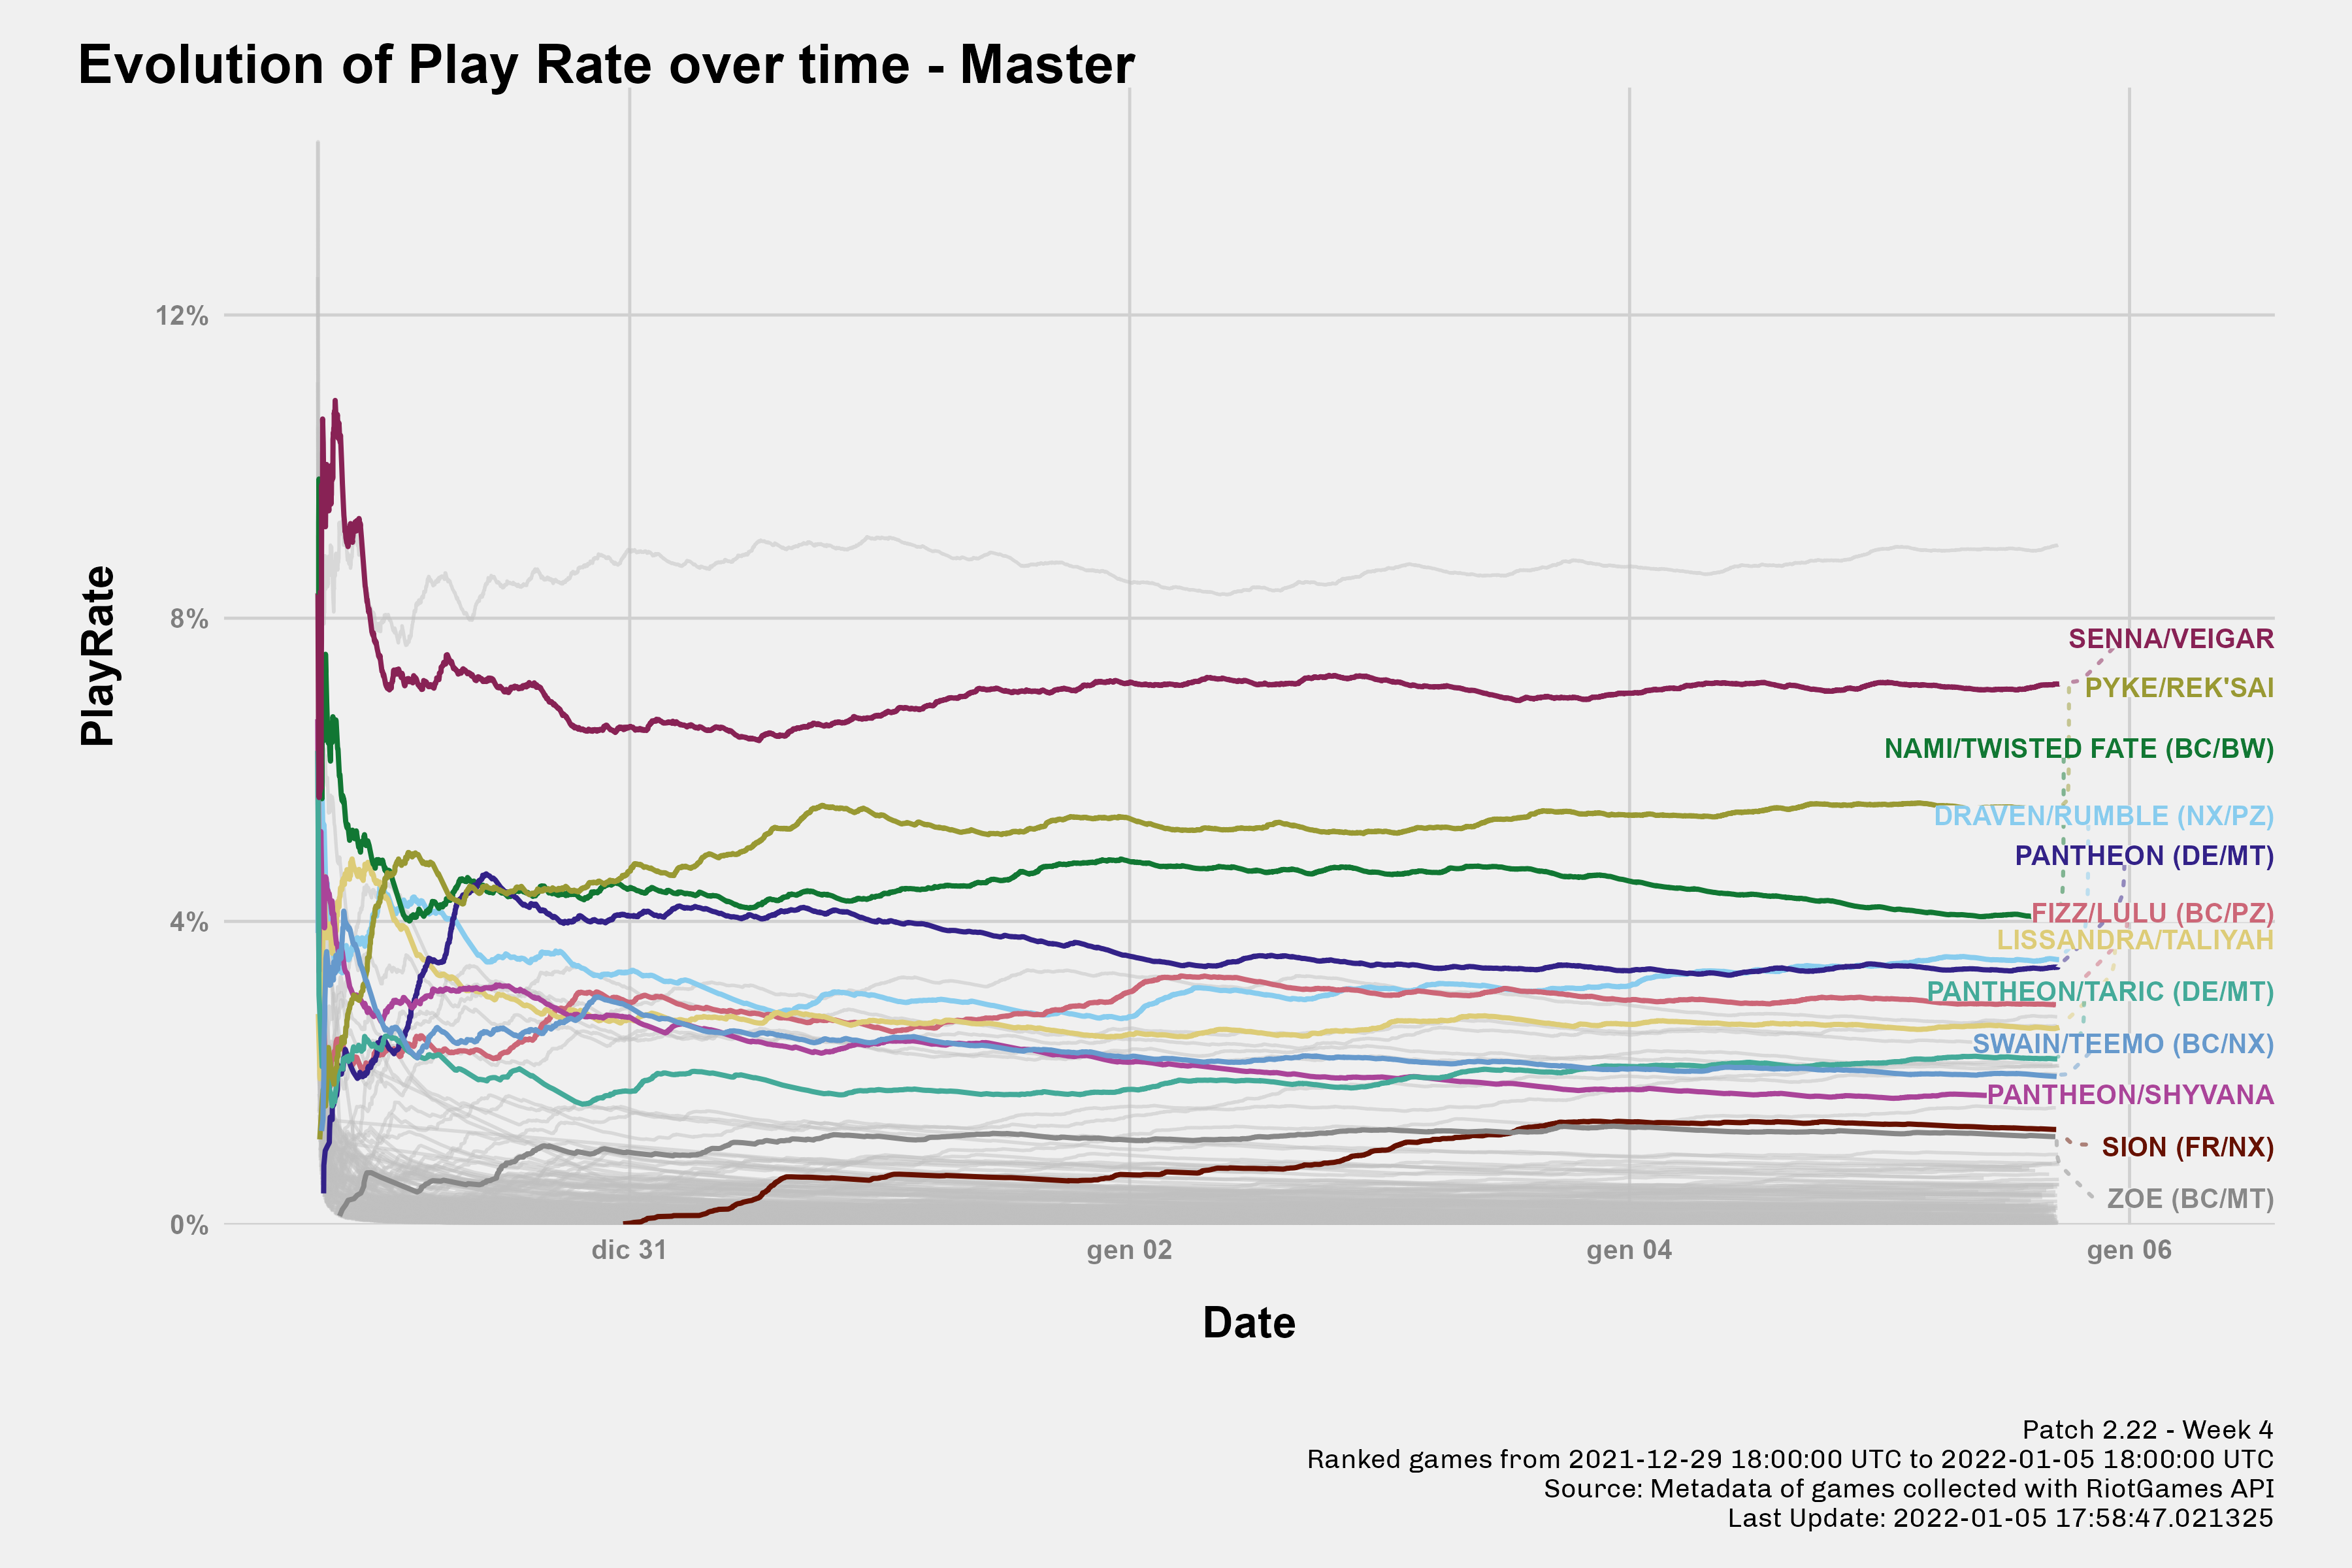 Evolution of Play Rate over time - Master
PlayRate
12%
8%
4%
0%
SENNA/VEIGAR
PYKE/REK'SAI
NAMI/TWISTED FATE (BC/BW)
DRAVEN/RUMBLE (NX/PZ)
PANTHEON (DE/MT)
FIZZ/LULU (BC/PZ)
LISSANDRA/TALIYAH
PANTHEON/TARIC (DE/MT)
SWAIN/TEEMO (BC/NX)
PANTHEON/SHYVANA
SION (FR/NX)
ZOE (BC/MT)
dic 31
gen 02
gen 04
gen 06
Date
Patch 2.22 - Week 4
Ranked games from 2021-12-29 18:00:00 UTC to 2022-01-05 18:00:00 UTC
Source: Metadata of games collected with RiotGames API
Last Update: 2022-01-05 17:58:47.021325